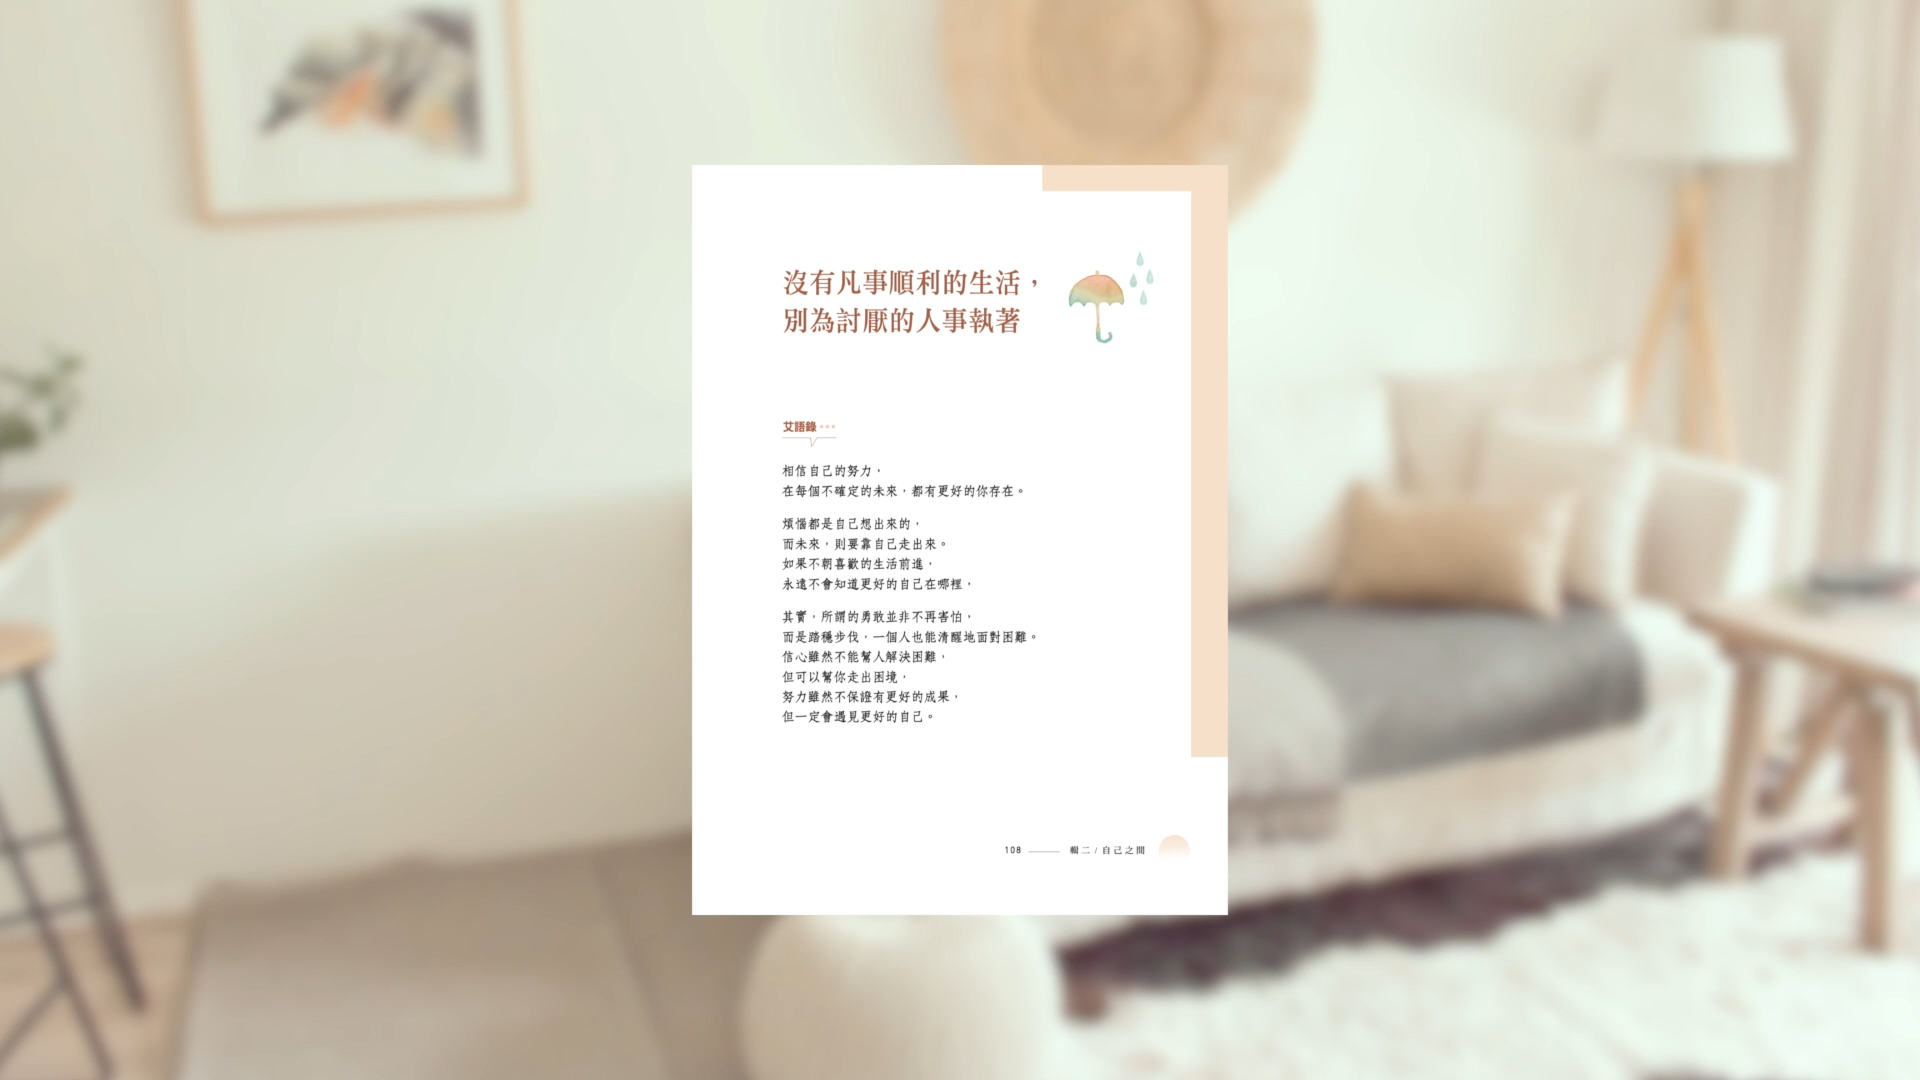 沒有凡事順利的生活，
別為討厭的人事執著
艾語錄
相信自己的努力，
在每個不確定的未來，都有更好的你存在。
煩惱都是自己想出來的，
而未來，則要靠自己走出來。
如果不朝喜歡的生活前進，
永遠不會知道更好的自己在哪裡，
其實，所謂的勇敢並非不再害怕，
而是踏穩步伐，一個人也能清醒地面對困難。
信心雖然不能幫人解決困難，
但可以幫你走出困境，
努力雖然不保證有更好的成果，
但一定會遇見更好的自己。
108 輯二 / 自己之間